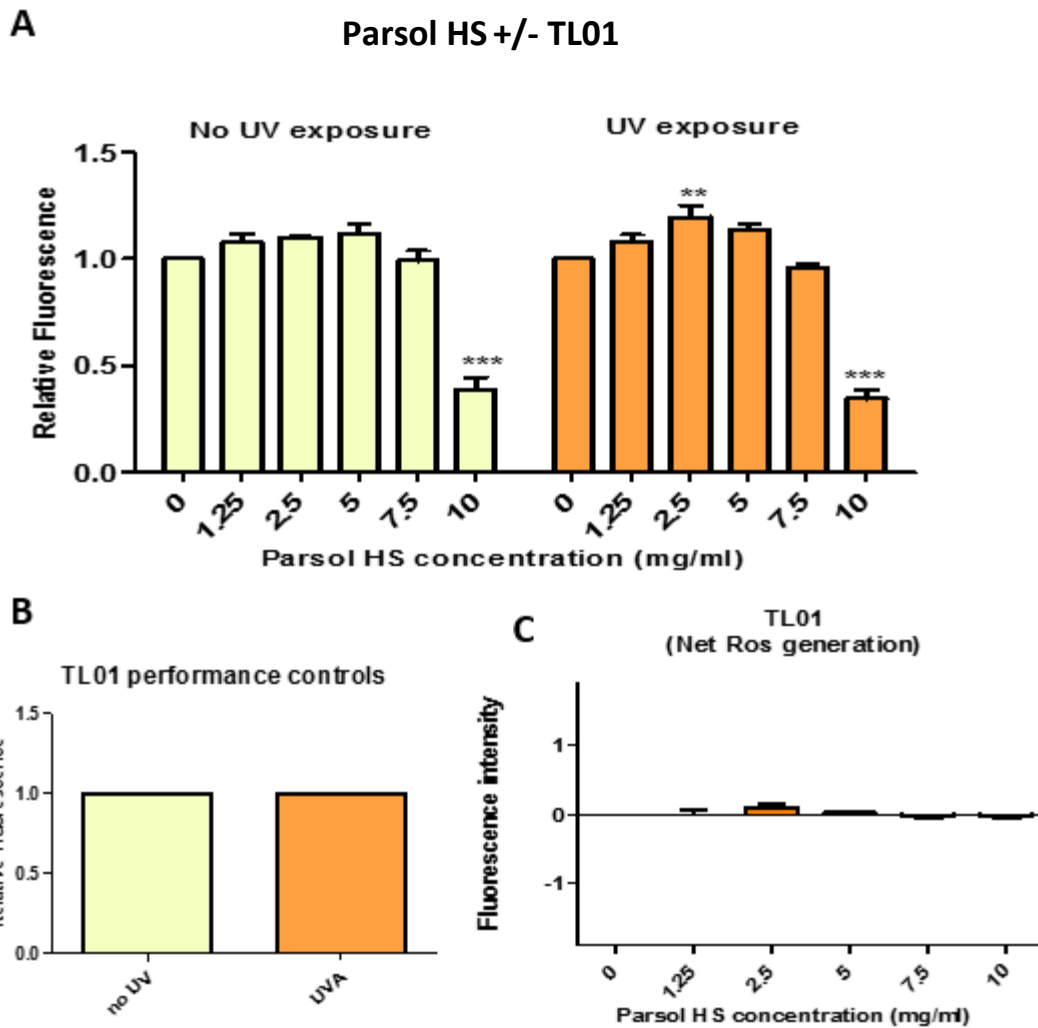 A
Parsol HS +/- TL01
No UV exposure
UV exposure
Relative Fluorescence
1.5
1.0
0.5
0.0
**
***
***
0 1.25 2.5 5 7.5 10
0 1.25 2.5 5 7.5 10
Parsol HS concentration (mg/ml)
B
TL01 performance controls
1.5
1.0
0.5
0.0
no UV
UVA
C
TL01
(Net Ros generation)
Fluorescence intensity
1
0
-1
0 1.25 2.5 5 7.5 10
Parsol HS concentration (mg/ml)